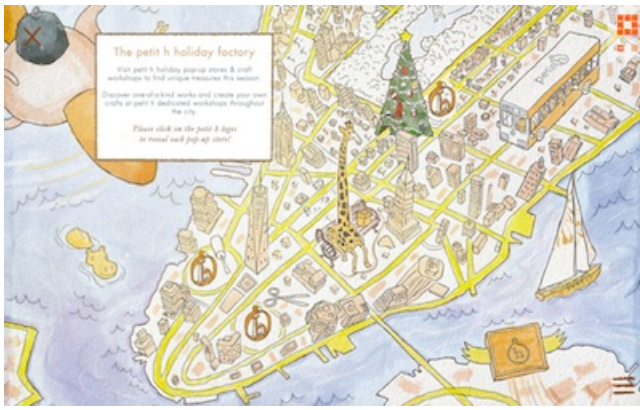 The petit h holiday factory
Visit petit h holiday pop-up stores & craft
workshops to find unique treasures this season.
Discover one-of-a-kind works and create your own
crafts at petit h dedicated workshops throughout
the city.
Please click on the petit h logos
to reveal each pop-up store!
petit h